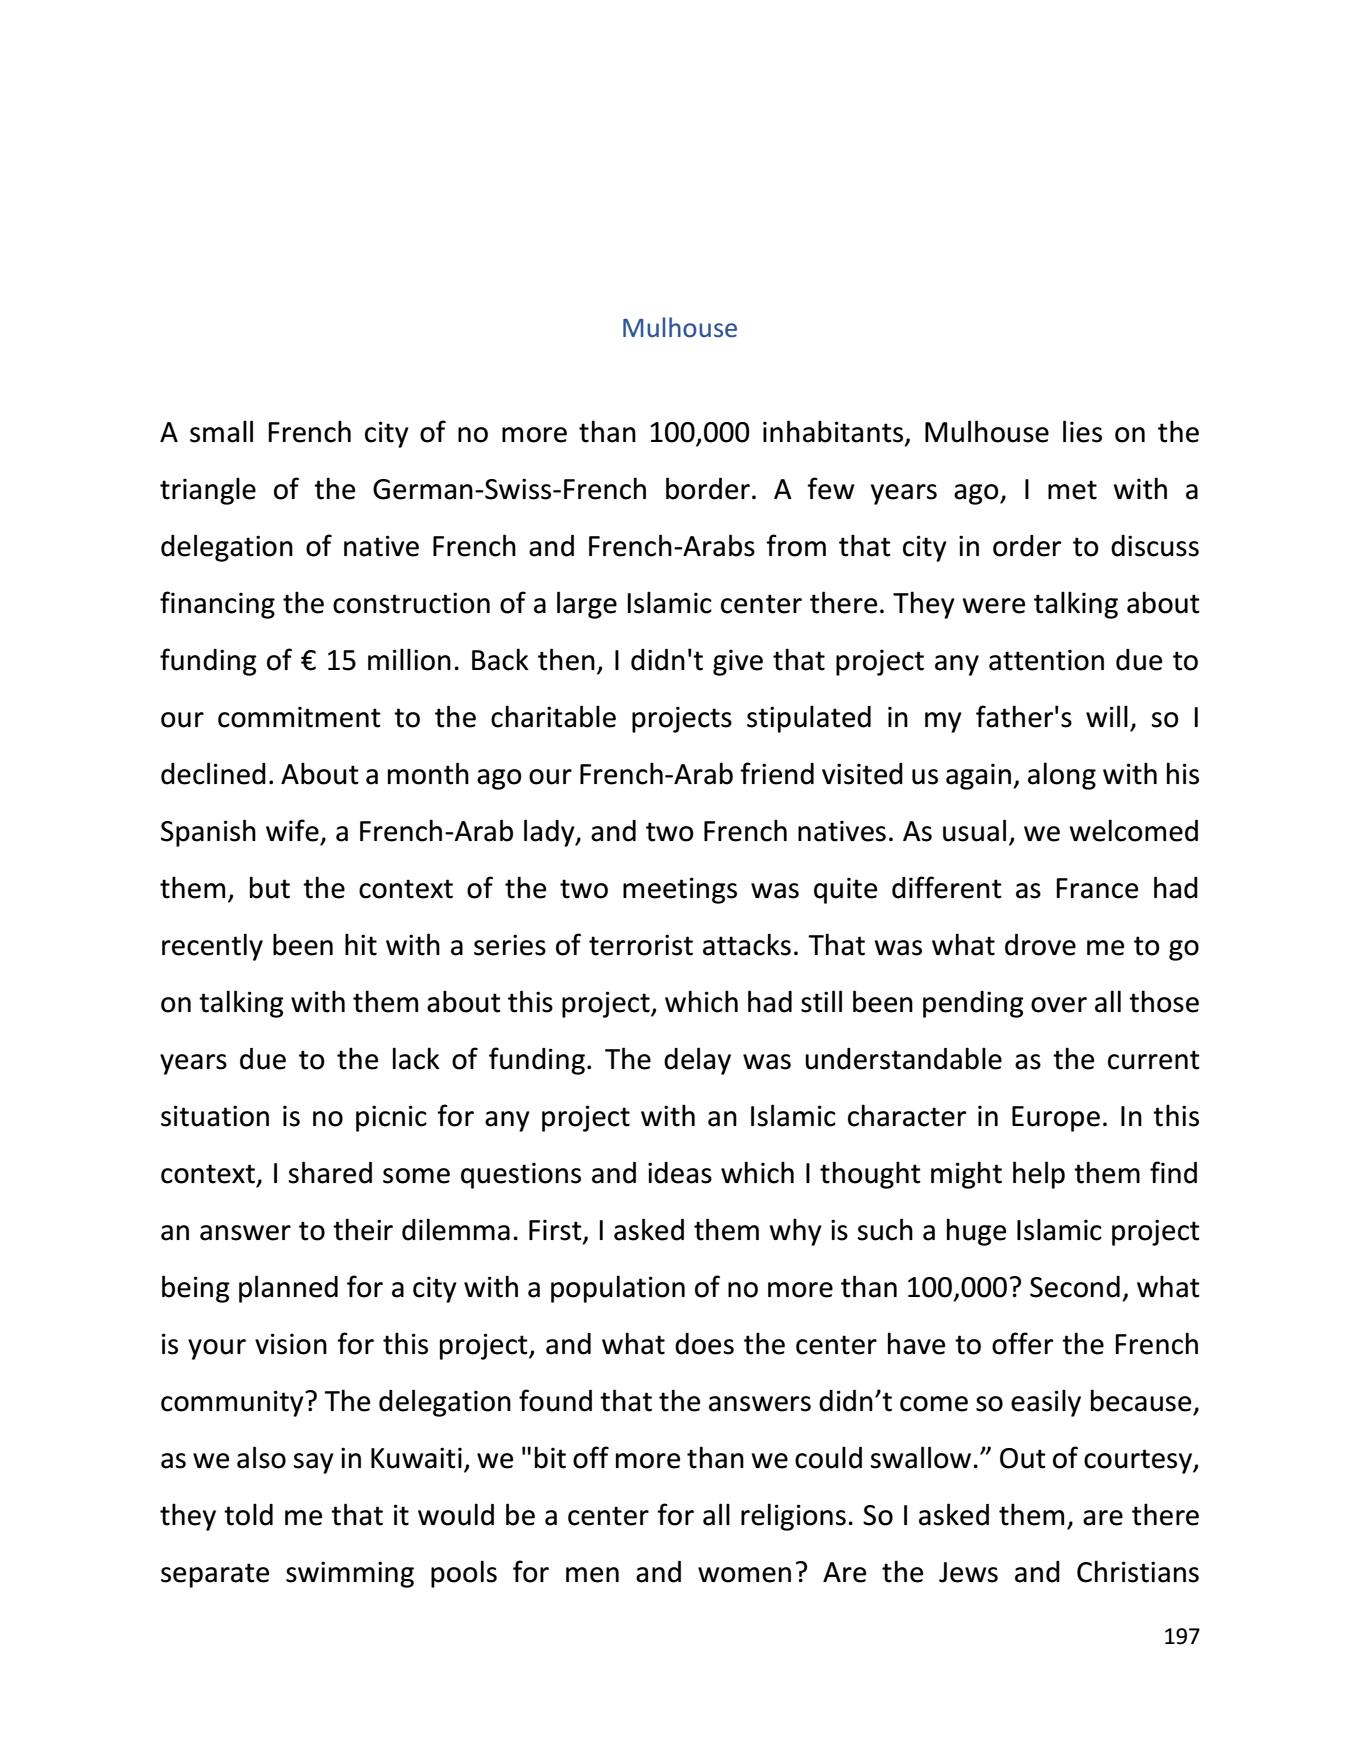 Mulhouse
A small French city of no more than 100,000 inhabitants, Mulhouse lies on the
triangle of the German-Swiss-French border. A few years ago, I met with a
delegation of native French and French-Arabs from that city in order to discuss
financing the construction of a large Islamic center there. They were talking about
funding of € 15 million. Back then, I didn't give that project any attention due to
our commitment to the charitable projects stipulated in my father's will, so I
declined. About a month ago our French-Arab friend visited us again, along with his
Spanish wife, a French-Arab lady, and two French natives. As usual, we welcomed
them, but the context of the two meetings was quite different as France had
recently been hit with a series of terrorist attacks. That was what drove me to go
on talking with them about this project, which had still been pending over all those
years due to the lack of funding. The delay was understandable as the current
situation is no picnic for any project with an Islamic character in Europe. In this
context, I shared some questions and ideas which I thought might help them find
an answer to their dilemma. First, I asked them why is such a huge Islamic project
being planned for a city with a population of no more than 100,000? Second, what
is your vision for this project, and what does the center have to offer the French
community? The delegation found that the answers didn’t come so easily because,
as we also say in Kuwaiti, we "bit off more than we could swallow.” Out of courtesy,
they told me that it would be a center for all religions. So I asked them, are there
separate swimming pools for men and women? Are the Jews and Christians
197